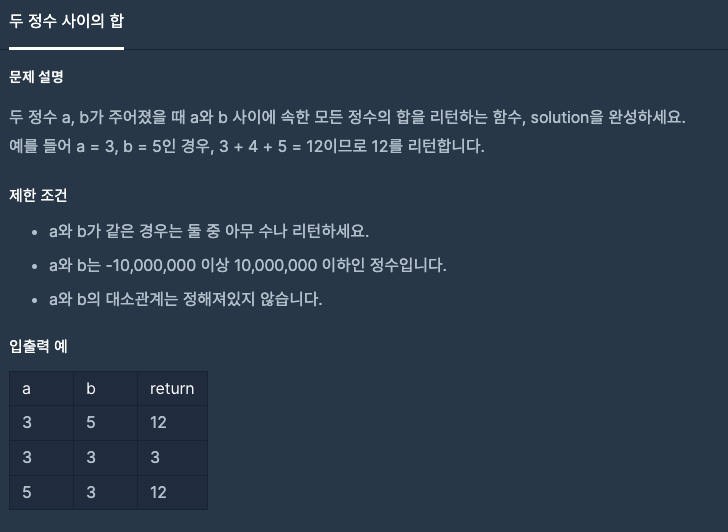 두 정수 사이의 합
문제 설명
두 정수 a, b가 주어졌을 때 a와 b 사이에 속한 모든 정수의 합을 리턴하는 함수, solution을 완성하세요.
예를 들어 a = 3, b = 5인 경우, 3 + 4 + 5 = 12이므로 12를 리턴합니다.
제한 조건
• a와 b가 같은 경우는 둘 중 아무 수나 리턴하세요.
• a와 b는 -10,000,000 이상 10,000,000 이하인 정수입니다.
• a와 b의 대소관계는 정해져있지 않습니다.
입출력 예
a b return
3 5 12
3 3 3
5 3 12